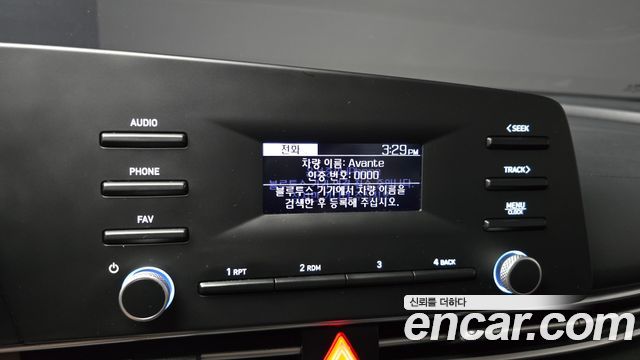 AUDIO
PHONE
FAV
전화
3:29 PM
차량 이름: Avante
인증 번호: 0000
블루투스 기기에서 차량 이름을
검색한 후 등록해 주십시오.
<SEEK
TRACK>
MENU
CLOCK
1 RPT
2 RDM
3
4 BACK
신뢰를 더하다
encar.com